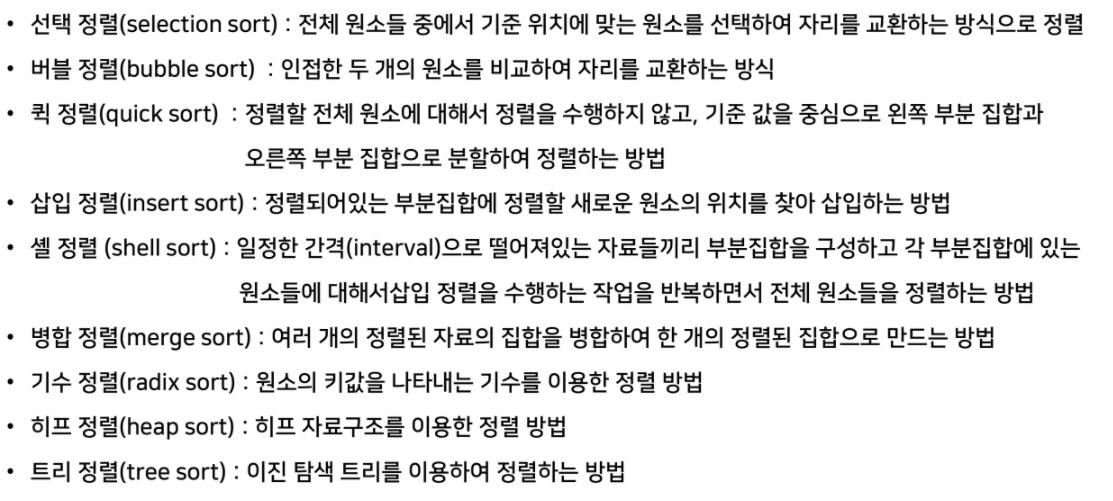 • 선택 정렬(selection sort) : 전체 원소들 중에서 기준 위치에 맞는 원소를 선택하여 자리를 교환하는 방식으로 정렬
• 버블 정렬(bubble sort) : 인접한 두 개의 원소를 비교하여 자리를 교환하는 방식
• 퀵 정렬(quick sort) : 정렬할 전체 원소에 대해서 정렬을 수행하지 않고, 기준 값을 중심으로 왼쪽 부분 집합과
오른쪽 부분 집합으로 분할하여 정렬하는 방법
• 삽입 정렬(insert sort) : 정렬되어있는 부분집합에 정렬할 새로운 원소의 위치를 찾아 삽입하는 방법
• 셸 정렬 (shell sort) : 일정한 간격(interval)으로 떨어져있는 자료들끼리 부분집합을 구성하고 각 부분집합에 있는
원소들에 대해서삽입 정렬을 수행하는 작업을 반복하면서 전체 원소들을 정렬하는 방법
• 병합 정렬(merge sort) : 여러 개의 정렬된 자료의 집합을 병합하여 한 개의 정렬된 집합으로 만드는 방법
• 기수 정렬(radix sort) : 원소의 키값을 나타내는 기수를 이용한 정렬 방법
• 히프 정렬(heap sort) : 히프 자료구조를 이용한 정렬 방법
• 트리 정렬(tree sort) : 이진 탐색 트리를 이용하여 정렬하는 방법